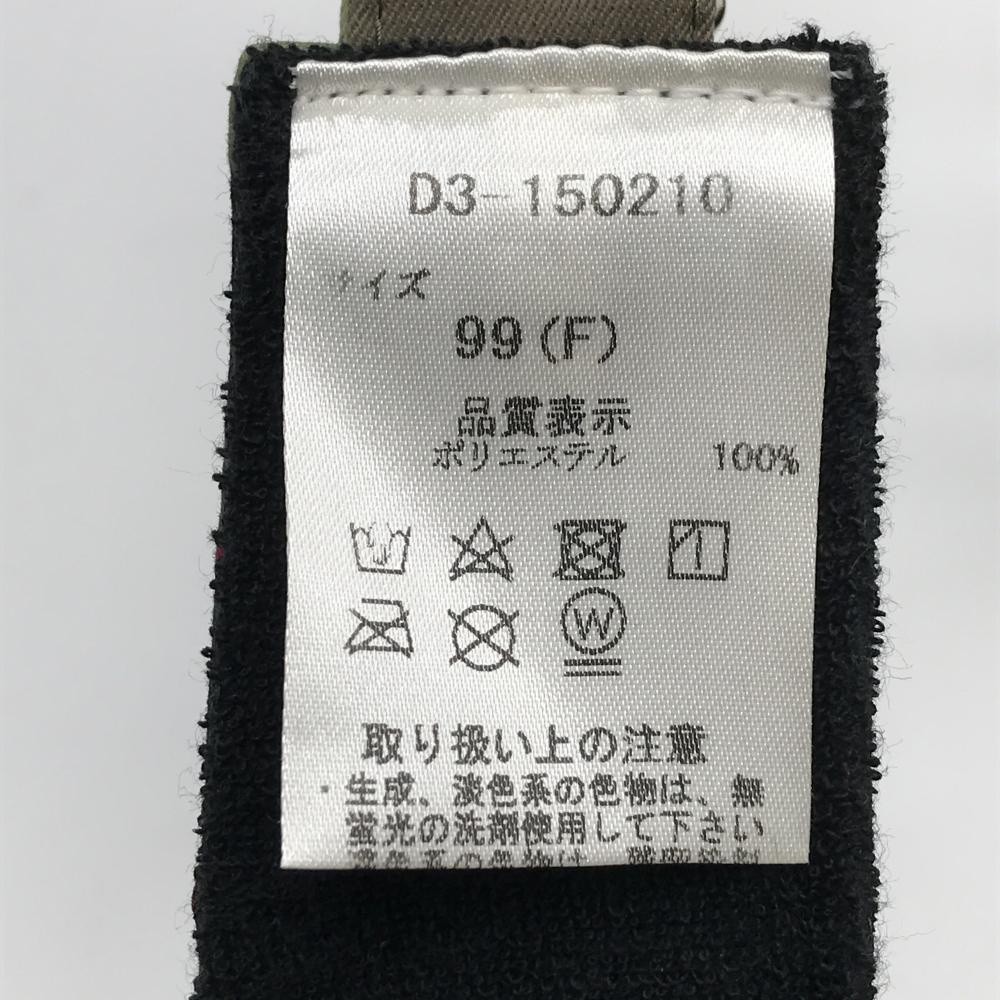 D3-150210
サイズ
99(F)
品質表示
ポリエステル 100%
W
取り扱い上の注意
・生成、淡色系の色物は、無
蛍光の洗剤使用して下さい